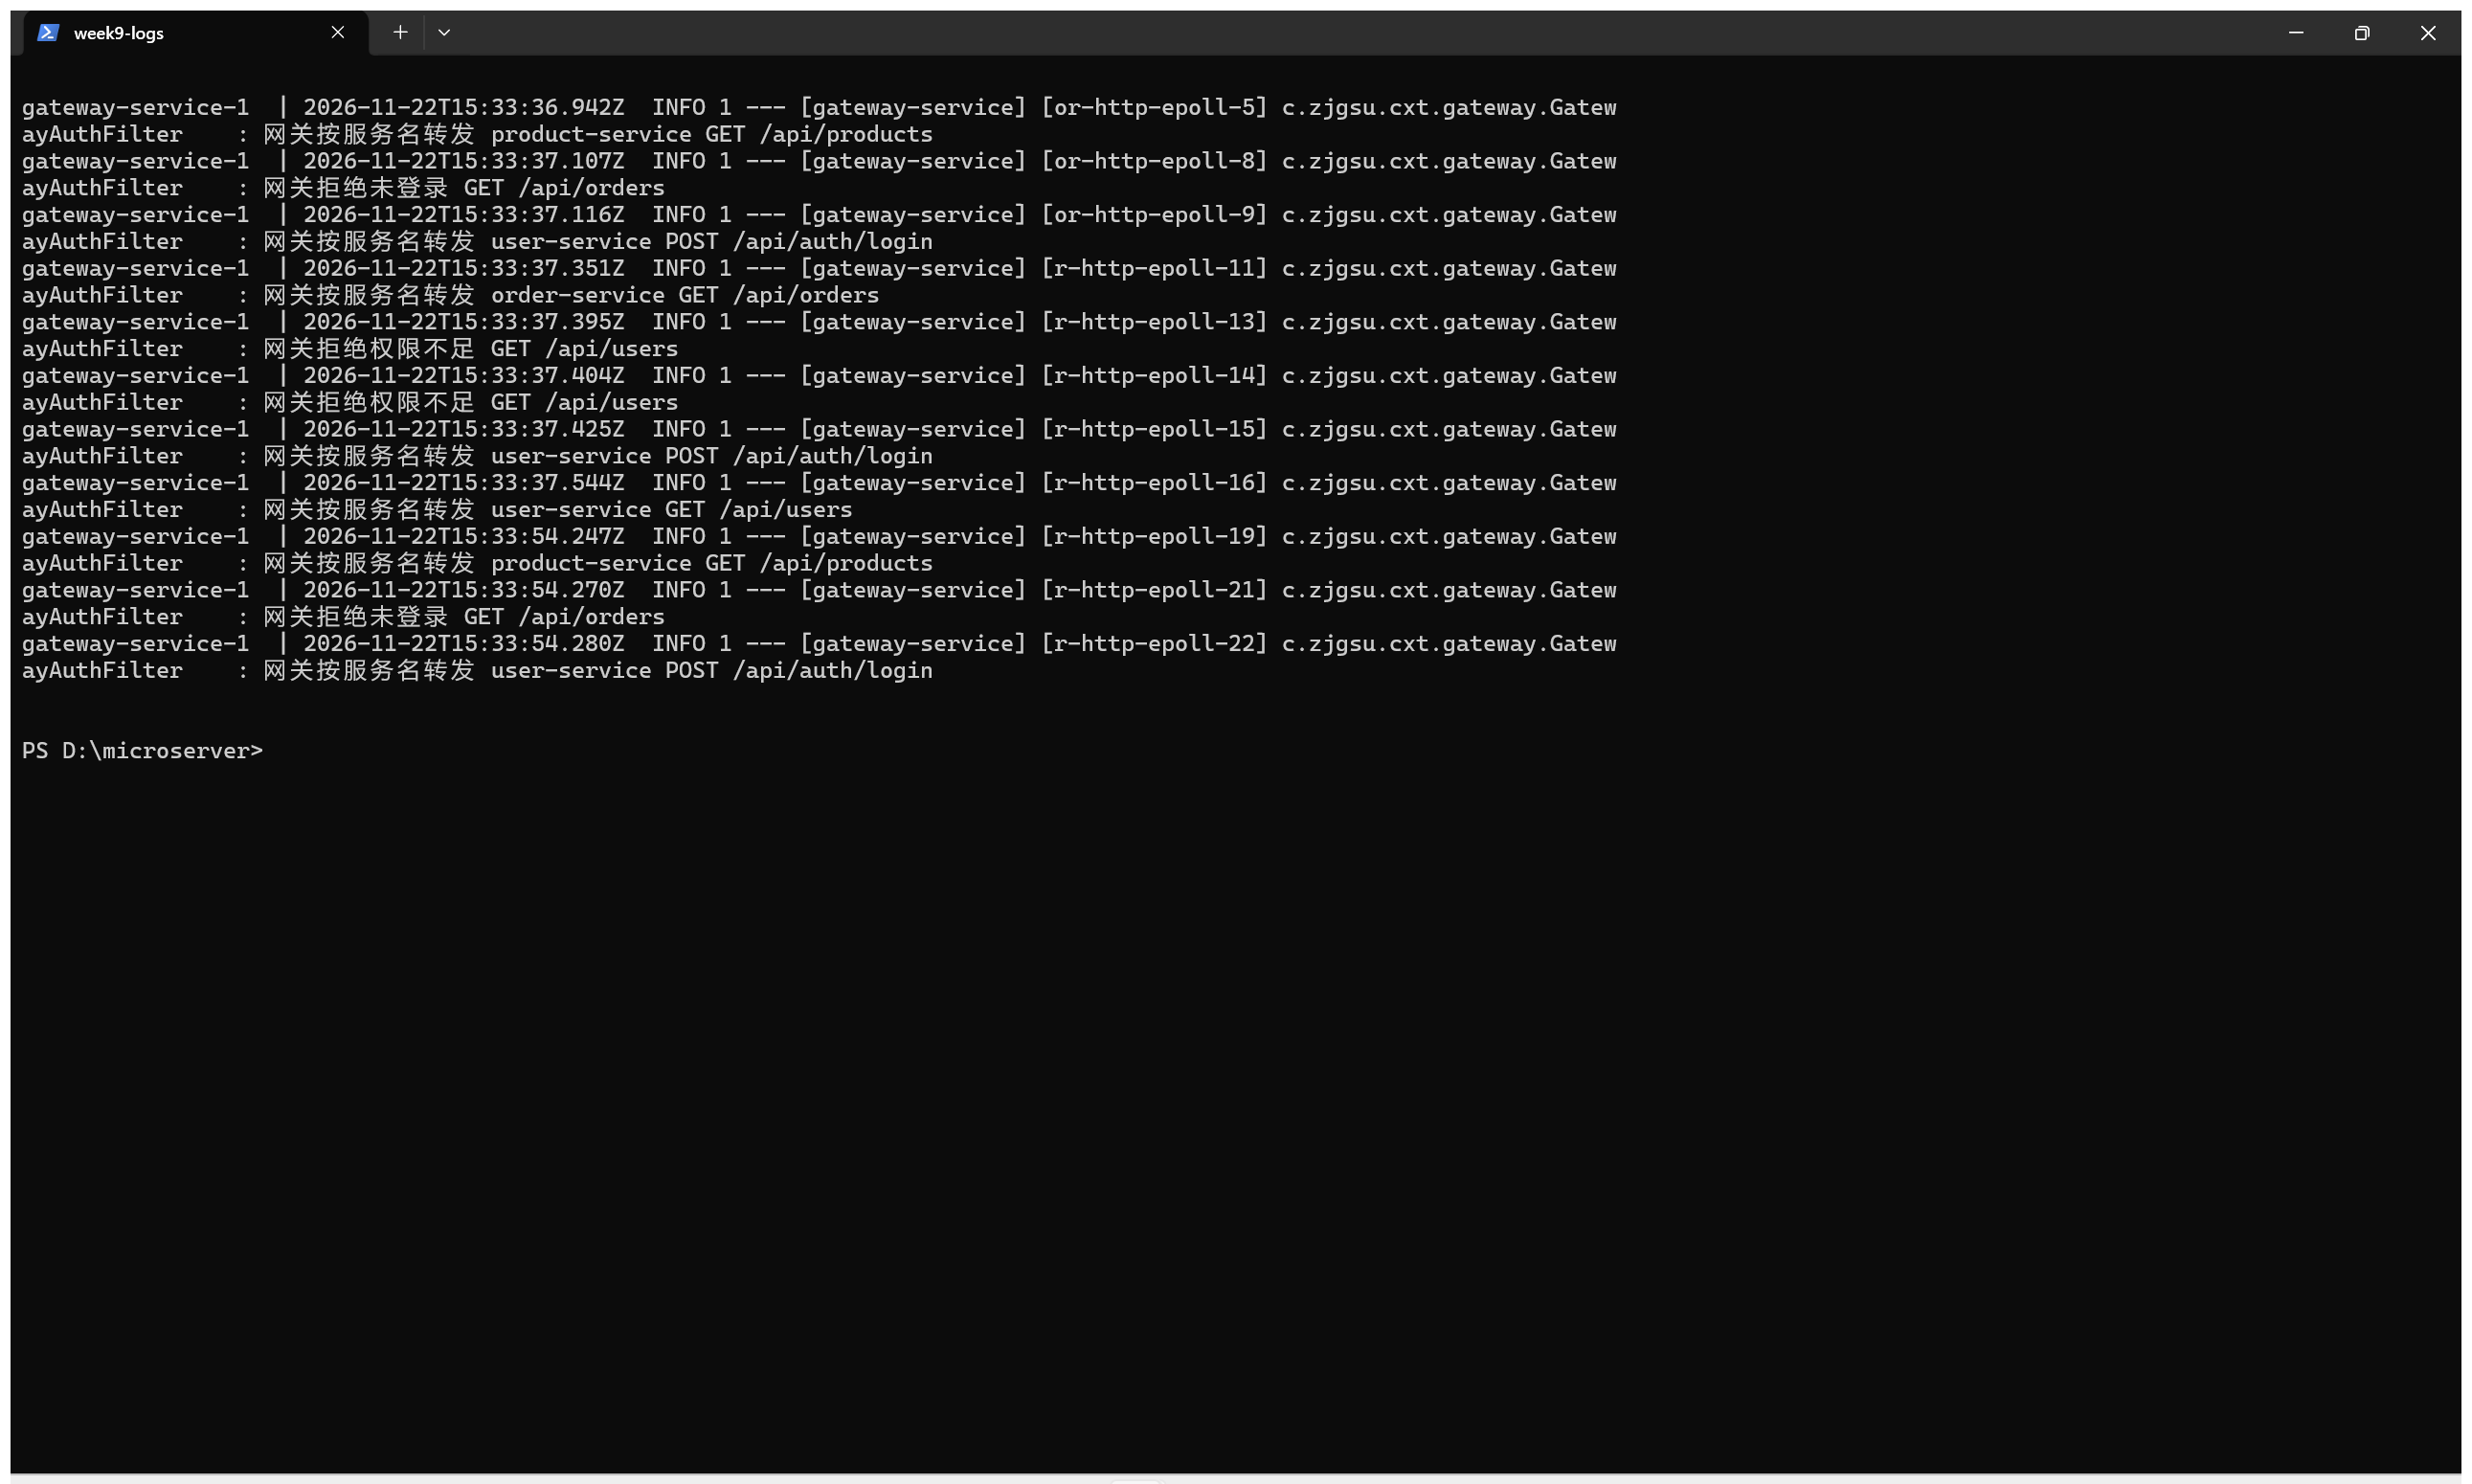 week9-logs
gateway-service-1  | 2026-11-22T15:33:36.942Z  INFO 1 --- [gateway-service] [or-http-epoll-5] c.zjgsu.cxt.gateway.Gatew
ayAuthFilter    : 网关按服务名转发 product-service GET /api/products
gateway-service-1  | 2026-11-22T15:33:37.107Z  INFO 1 --- [gateway-service] [or-http-epoll-8] c.zjgsu.cxt.gateway.Gatew
ayAuthFilter    : 网关拒绝未登录 GET /api/orders
gateway-service-1  | 2026-11-22T15:33:37.116Z  INFO 1 --- [gateway-service] [or-http-epoll-9] c.zjgsu.cxt.gateway.Gatew
ayAuthFilter    : 网关按服务名转发 user-service POST /api/auth/login
gateway-service-1  | 2026-11-22T15:33:37.351Z  INFO 1 --- [gateway-service] [r-http-epoll-11] c.zjgsu.cxt.gateway.Gatew
ayAuthFilter    : 网关按服务名转发 order-service GET /api/orders
gateway-service-1  | 2026-11-22T15:33:37.395Z  INFO 1 --- [gateway-service] [r-http-epoll-13] c.zjgsu.cxt.gateway.Gatew
ayAuthFilter    : 网关拒绝权限不足 GET /api/users
gateway-service-1  | 2026-11-22T15:33:37.404Z  INFO 1 --- [gateway-service] [r-http-epoll-14] c.zjgsu.cxt.gateway.Gatew
ayAuthFilter    : 网关拒绝权限不足 GET /api/users
gateway-service-1  | 2026-11-22T15:33:37.425Z  INFO 1 --- [gateway-service] [r-http-epoll-15] c.zjgsu.cxt.gateway.Gatew
ayAuthFilter    : 网关按服务名转发 user-service POST /api/auth/login
gateway-service-1  | 2026-11-22T15:33:37.544Z  INFO 1 --- [gateway-service] [r-http-epoll-16] c.zjgsu.cxt.gateway.Gatew
ayAuthFilter    : 网关按服务名转发 user-service GET /api/users
gateway-service-1  | 2026-11-22T15:33:54.247Z  INFO 1 --- [gateway-service] [r-http-epoll-19] c.zjgsu.cxt.gateway.Gatew
ayAuthFilter    : 网关按服务名转发 product-service GET /api/products
gateway-service-1  | 2026-11-22T15:33:54.270Z  INFO 1 --- [gateway-service] [r-http-epoll-21] c.zjgsu.cxt.gateway.Gatew
ayAuthFilter    : 网关拒绝未登录 GET /api/orders
gateway-service-1  | 2026-11-22T15:33:54.280Z  INFO 1 --- [gateway-service] [r-http-epoll-22] c.zjgsu.cxt.gateway.Gatew
ayAuthFilter    : 网关按服务名转发 user-service POST /api/auth/login
PS D:\microserver>